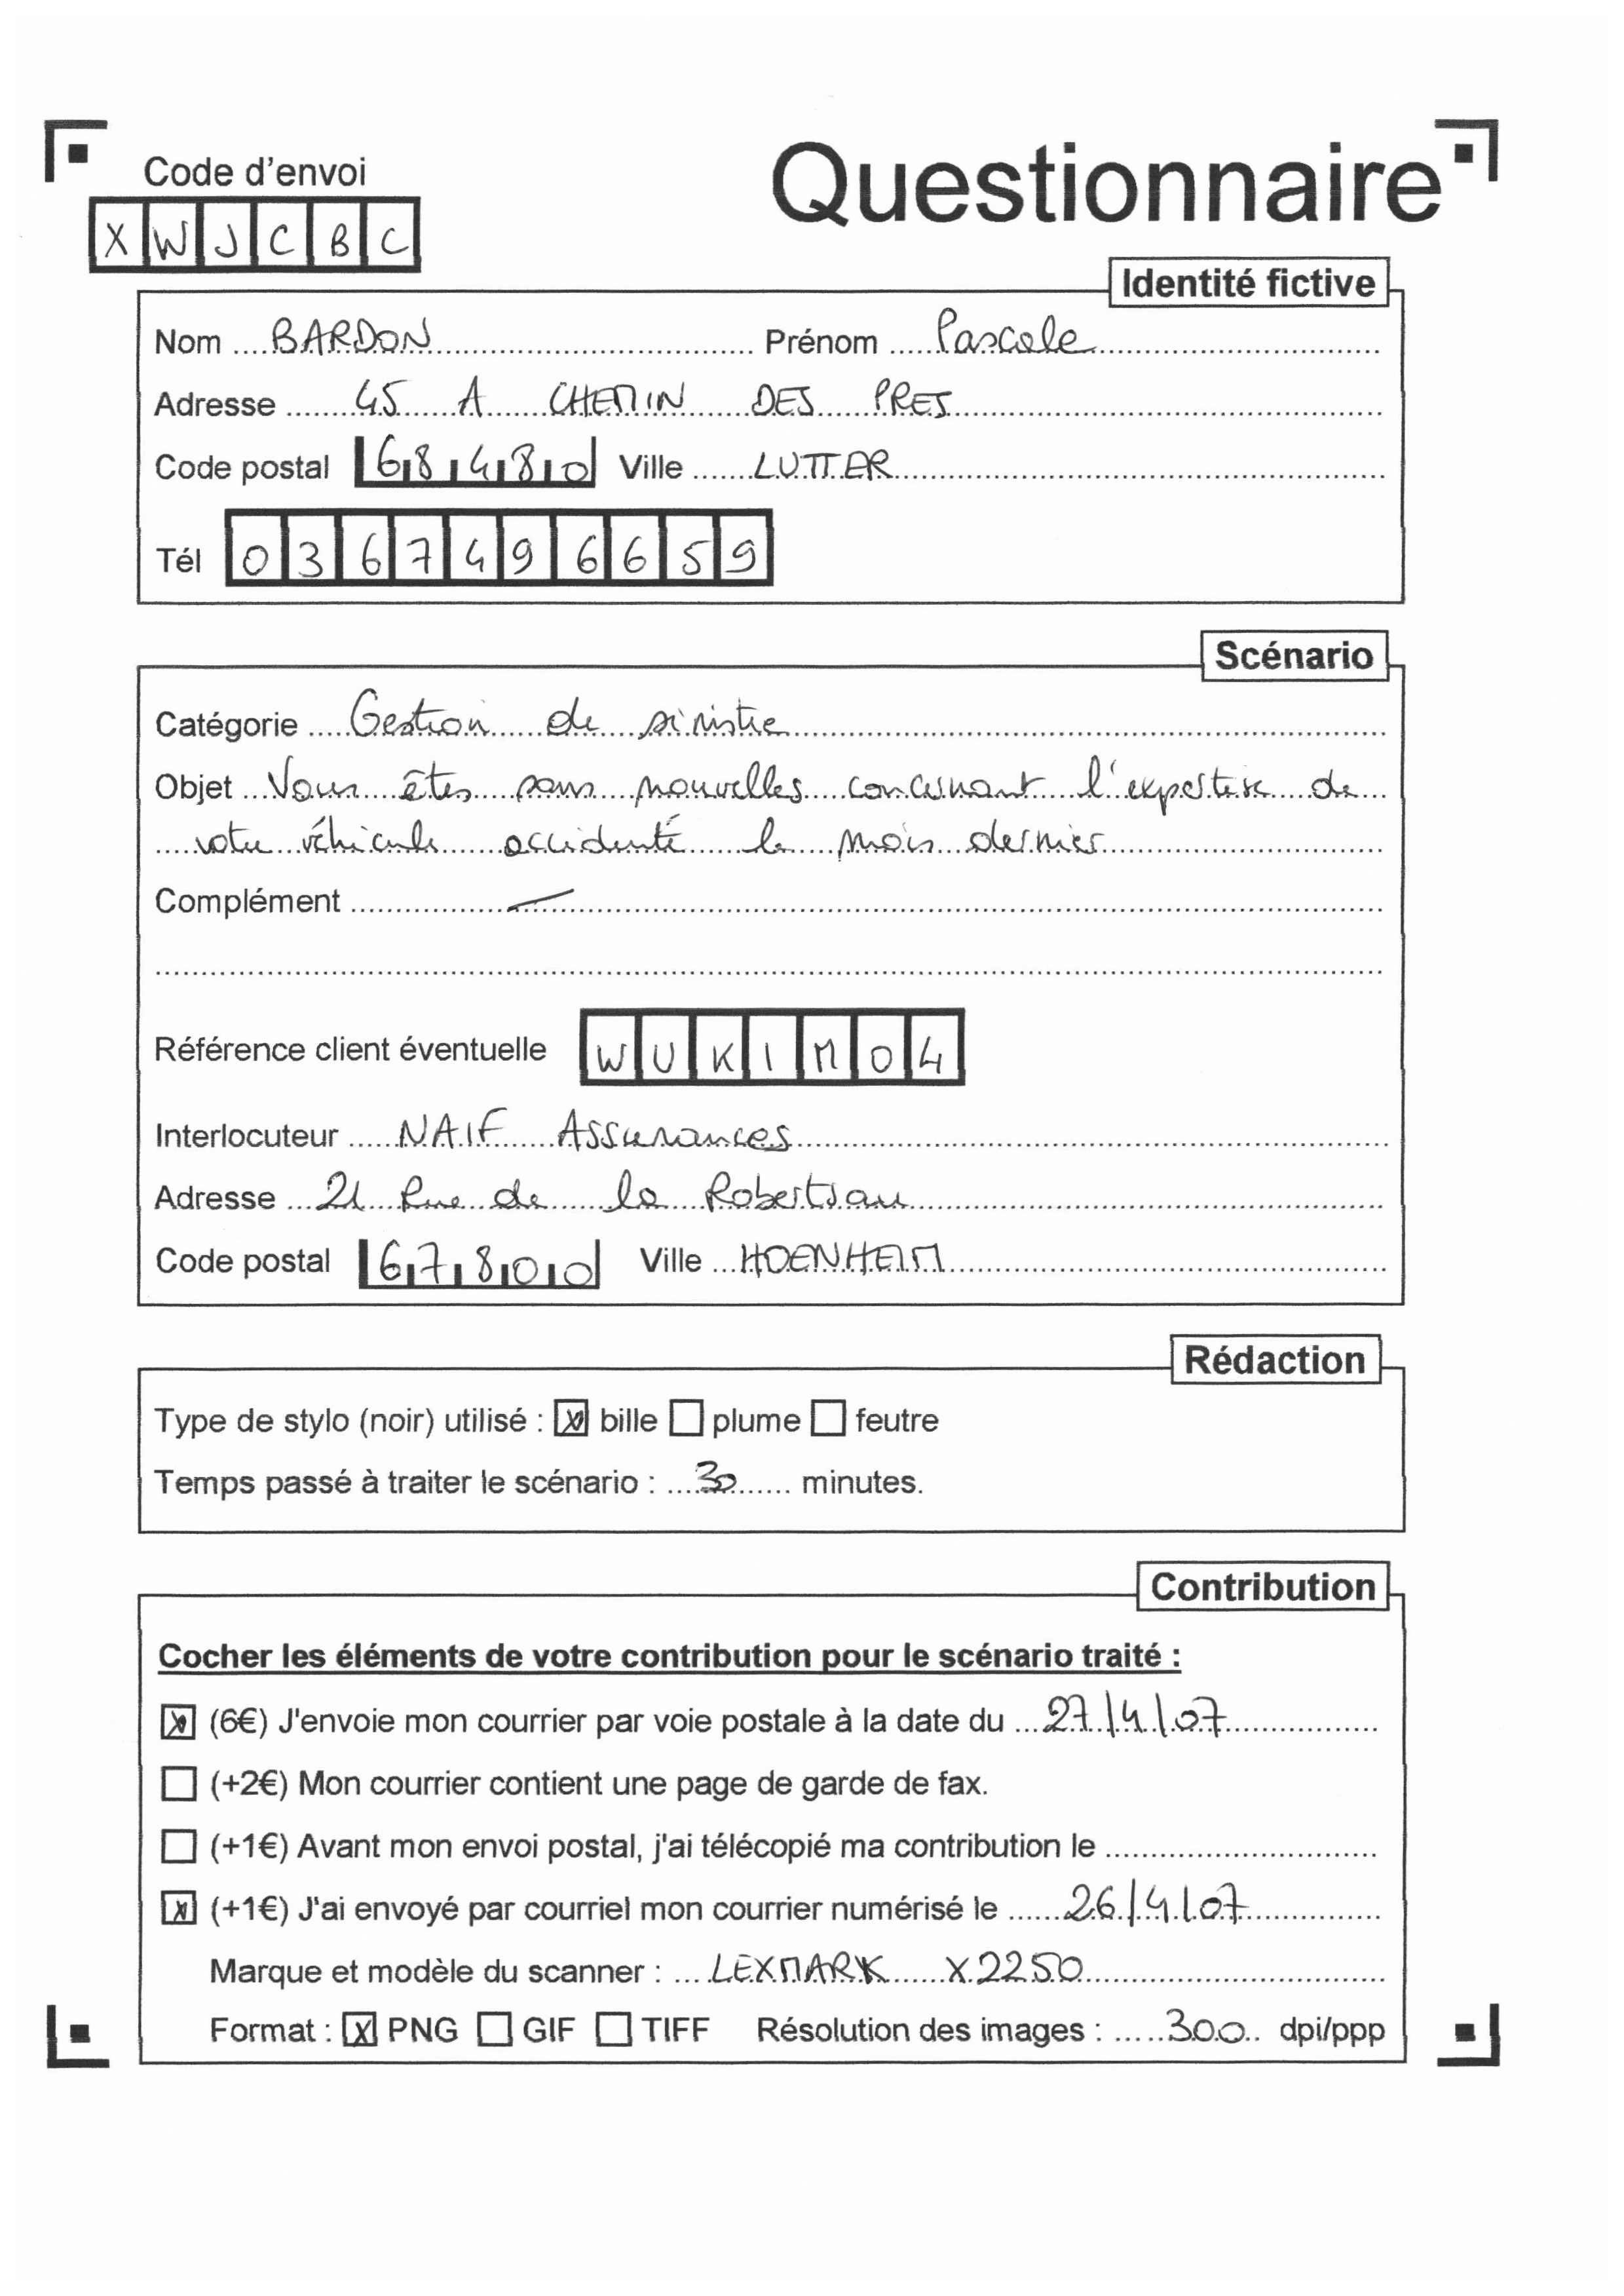 Code d'envoi
Questionnaire
XWJCBC
Identité fictive
Nom BARDON Prénom Pascale
Adresse 45 A CHEMIN DES PRES
Code postal 68480 Ville LUTTER
Tél 0367496659
Scénario
Catégorie Gestion de sinistre
Objet Vous êtes sans nouvelles concernant l'expertise de
votre véhicule accidenté le mois dernier
Complément —
Référence client éventuelle WUKIM04
Interlocuteur NAIF Assurances
Adresse 21 Rue de la Robertsau
Code postal 67800 Ville HOENHEIM
Rédaction
Type de stylo (noir) utilisé : ☒ bille ☐ plume ☐ feutre
Temps passé à traiter le scénario : 30 minutes.
Contribution
Cocher les éléments de votre contribution pour le scénario traité :
☒ (6€) J'envoie mon courrier par voie postale à la date du 27/4/07
☐ (+2€) Mon courrier contient une page de garde de fax.
☐ (+1€) Avant mon envoi postal, j'ai télécopié ma contribution le
☒ (+1€) J'ai envoyé par courriel mon courrier numérisé le 26/4/07
Marque et modèle du scanner : LEXMARK X2250
Format : ☒ PNG ☐ GIF ☐ TIFF Résolution des images : 300 dpi/ppp